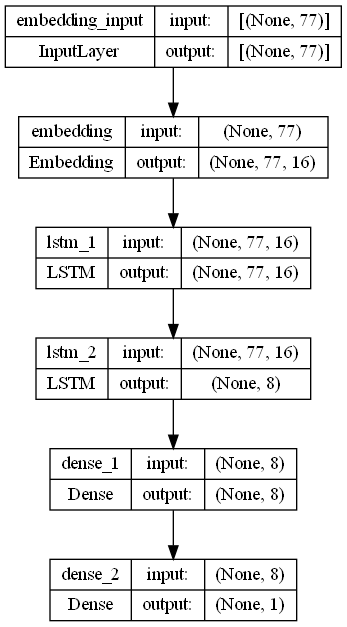 embedding_input input: [(None, 77)]
InputLayer output: [(None, 77)]
embedding input: (None, 77)
Embedding output: (None, 77, 16)
lstm_1 input: (None, 77, 16)
LSTM output: (None, 77, 16)
lstm_2 input: (None, 77, 16)
LSTM output: (None, 8)
dense_1 input: (None, 8)
Dense output: (None, 8)
dense_2 input: (None, 8)
Dense output: (None, 1)